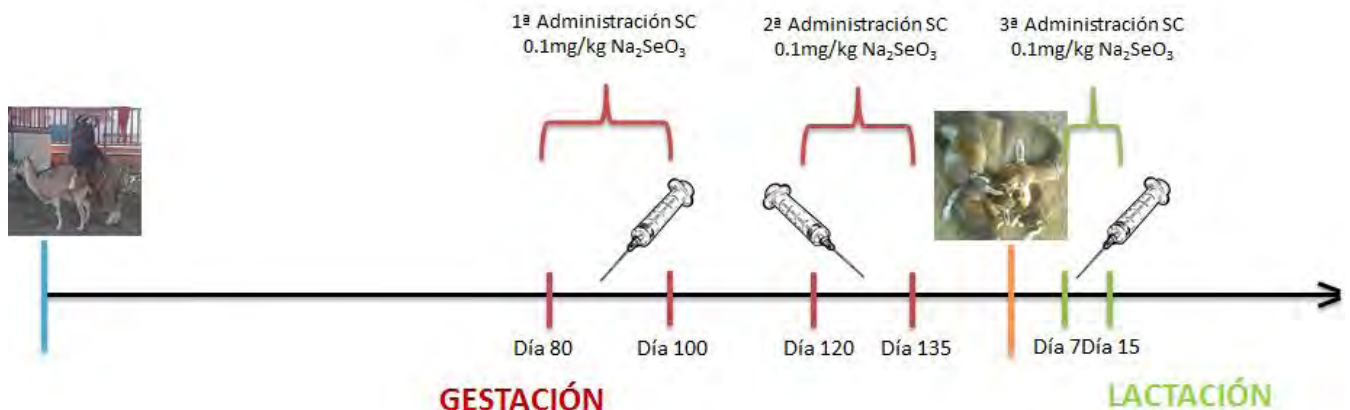 1ª Administración SC
0.1mg/kg Na₂SeO₃
2ª Administración SC
0.1mg/kg Na₂SeO₃
3ª Administración SC
0.1mg/kg Na₂SeO₃
Día 80
Día 100
Día 120
Día 135
Día 7
Día 15
GESTACIÓN
LACTACIÓN